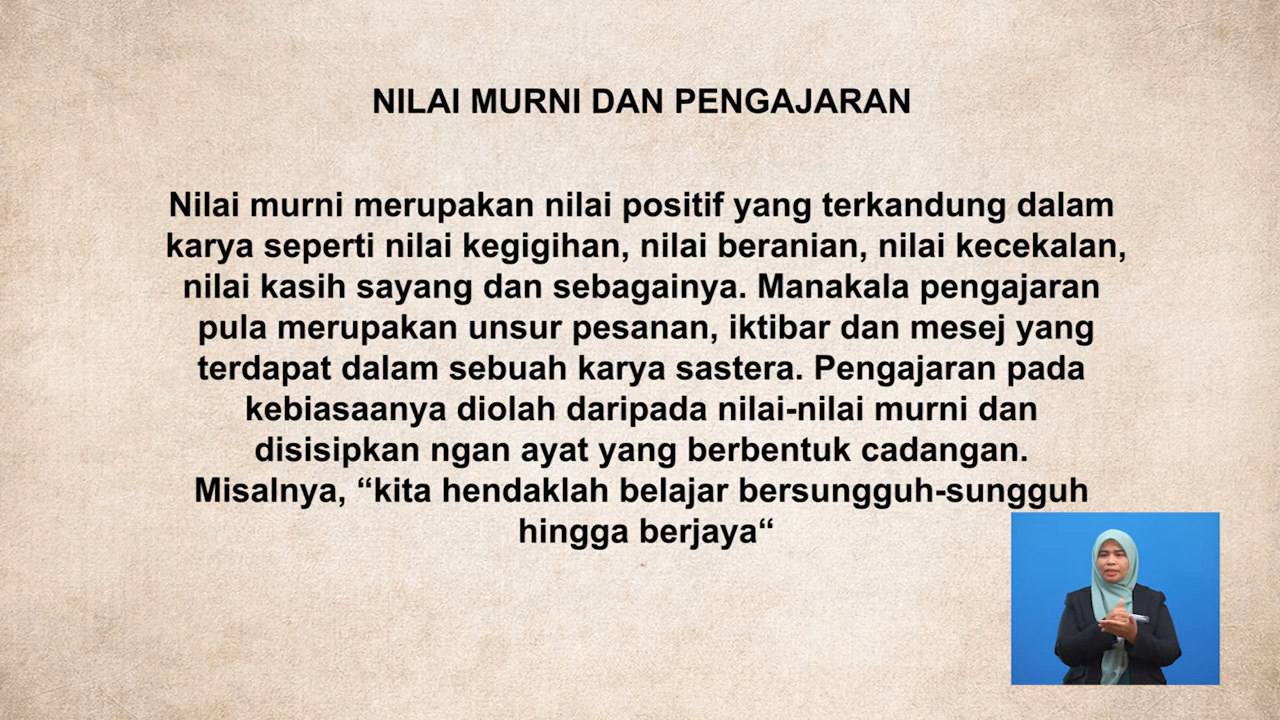 NILAI MURNI DAN PENGAJARAN
Nilai murni merupakan nilai positif yang terkandung dalam
karya seperti nilai kegigihan, nilai beranian, nilai kecekalan,
nilai kasih sayang dan sebagainya. Manakala pengajaran
pula merupakan unsur pesanan, iktibar dan mesej yang
terdapat dalam sebuah karya sastera. Pengajaran pada
kebiasaanya diolah daripada nilai-nilai murni dan
disisipkan ngan ayat yang berbentuk cadangan.
Misalnya, “kita hendaklah belajar bersungguh-sungguh
hingga berjaya“